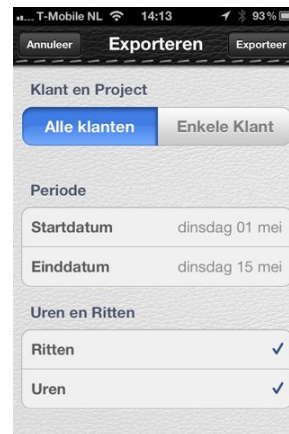 T-Mobile NL 14:13 93%
Annuleer Exporteren Exporteer
Klant en Project
Alle klanten Enkele Klant
Periode
Startdatum dinsdag 01 mei
Einddatum dinsdag 15 mei
Uren en Ritten
Ritten
Uren